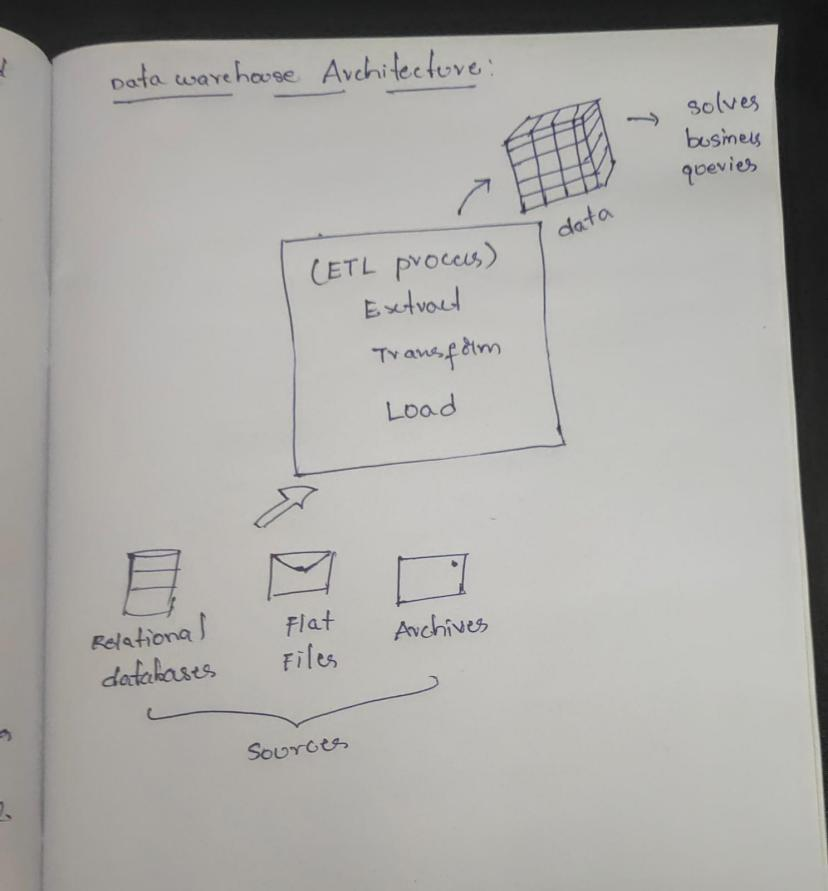 Data warehouse Architecture:
solves
business
queries
data
(ETL process)
Extract
Transform
Load
Relational
databases
Flat
Files
Archives
Sources